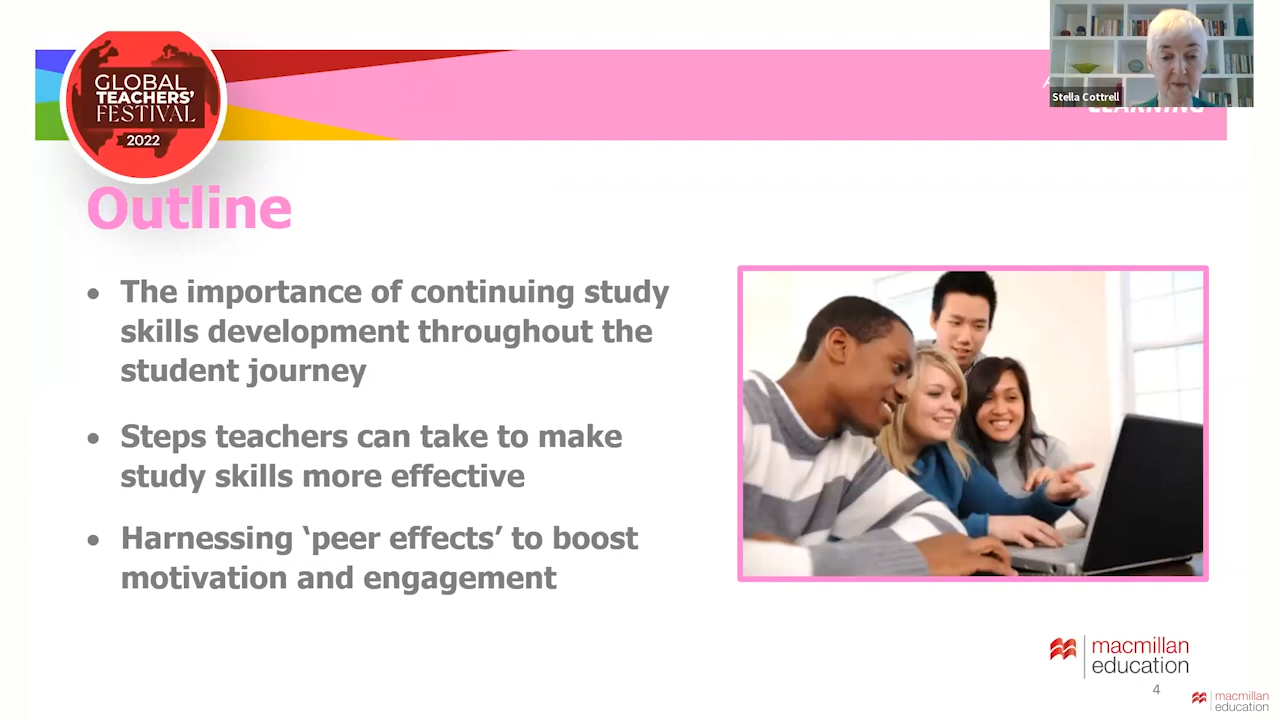 GLOBAL
TEACHERS'
FESTIVAL
2022
Stella Cottrell
Outline
• The importance of continuing study
skills development throughout the
student journey
• Steps teachers can take to make
study skills more effective
• Harnessing ‘peer effects’ to boost
motivation and engagement
macmillan
education
4
macmillan
education